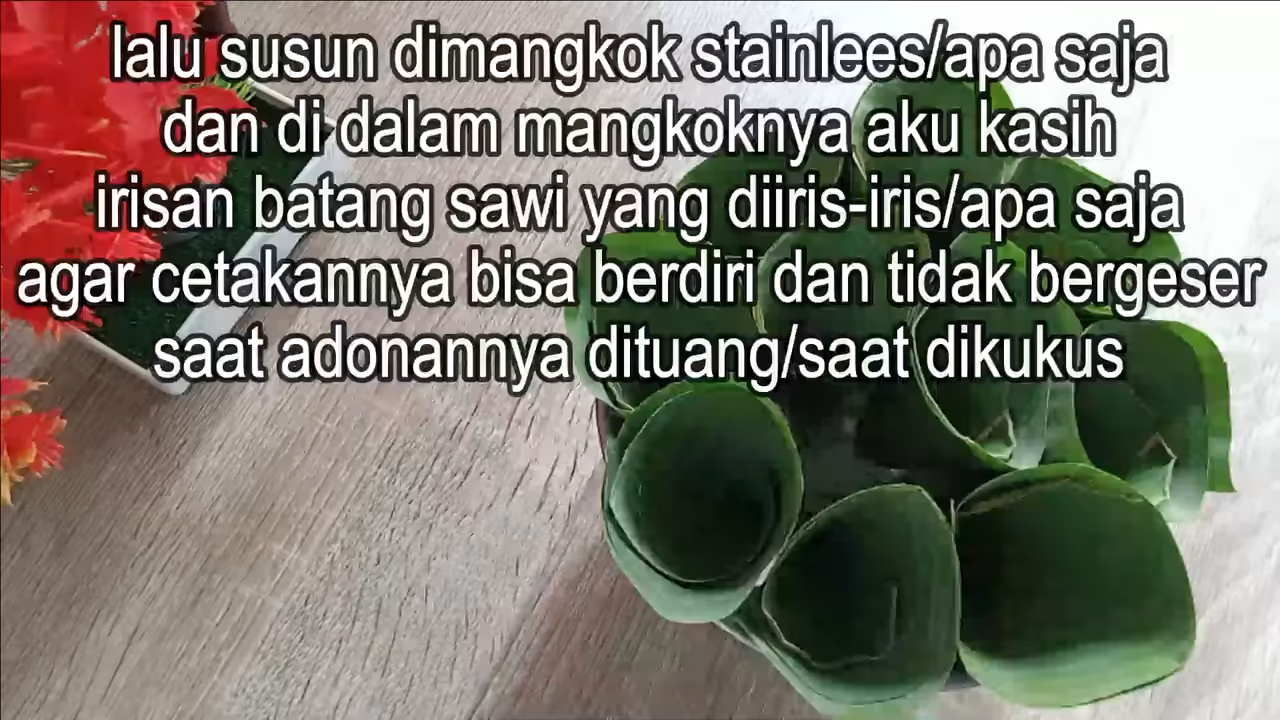 lalu susun dimangkok stainlees/apa saja
dan di dalam mangkoknya aku kasih
irisan batang sawi yang diiris-iris/apa saja
agar cetakannya bisa berdiri dan tidak bergeser
saat adonannya dituang/saat dikukus